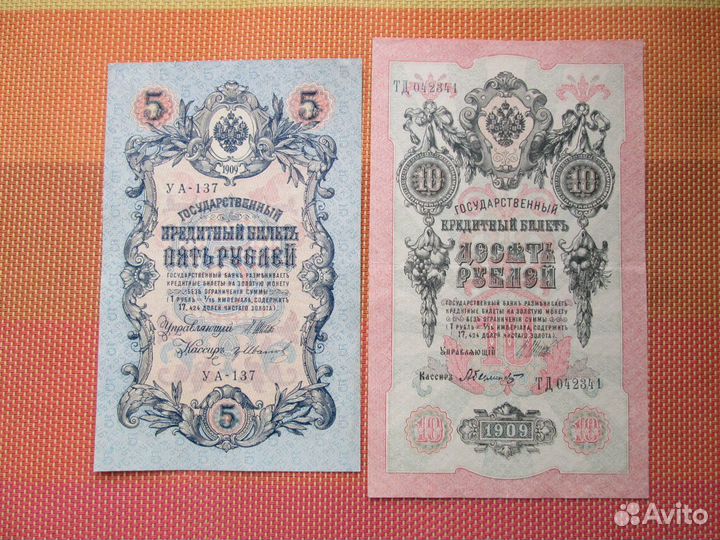 5
5
1909
УА-137
ГОСУДАРСТВЕННЫЙ
КРЕДИТНЫЙ БИЛЕТЪ
ПЯТЬ РУБЛЕЙ
ГОСУДАРСТВЕННЫЙ БАНКЪ РАЗМѢНИВАЕТЪ
КРЕДИТНЫЕ БИЛЕТЫ НА ЗОЛОТУЮ МОНЕТУ
БЕЗЪ ОГРАНИЧЕНІЯ СУММЫ
(1 РУБЛЬ = 1/15 ИМПЕРІАЛА, СОДЕРЖИТЪ
17,424 ДОЛЕЙ ЧИСТАГО ЗОЛОТА).
Управляющій
Кассиръ
УА-137
5
ТД 042341
10
10
ГОСУДАРСТВЕННЫЙ
КРЕДИТНЫЙ БИЛЕТЪ
ДЕСЯТЬ
РУБЛЕЙ
ГОСУДАРСТВЕННЫЙ БАНКЪ РАЗМѢНИВАЕТЪ
КРЕДИТНЫЕ БИЛЕТЫ НА ЗОЛОТУЮ МОНЕТУ
БЕЗЪ ОГРАНИЧЕНІЯ СУММЫ
(1 РУБЛЬ = 1/15 ИМПЕРІАЛА, СОДЕРЖИТЪ
17,424 ДОЛЕЙ ЧИСТАГО ЗОЛОТА).
Управляющій
Кассиръ
ТД 042341
10
1909
10
Avito